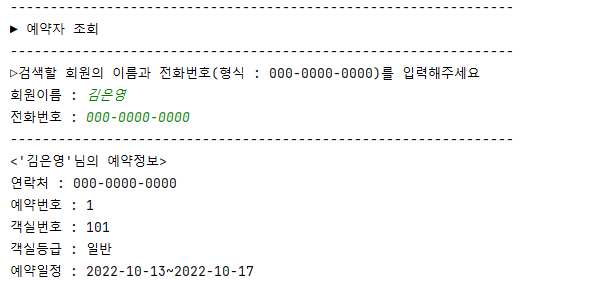 ---------------------------------------------------------------
▶ 예약자 조회
---------------------------------------------------------------
▷검색할 회원의 이름과 전화번호(형식 : 000-0000-0000)를 입력해주세요
회원이름 : 김은영
전화번호 : 000-0000-0000
---------------------------------------------------------------
<'김은영'님의 예약정보>
연락처 : 000-0000-0000
예약번호 : 1
객실번호 : 101
객실등급 : 일반
예약일정 : 2022-10-13~2022-10-17